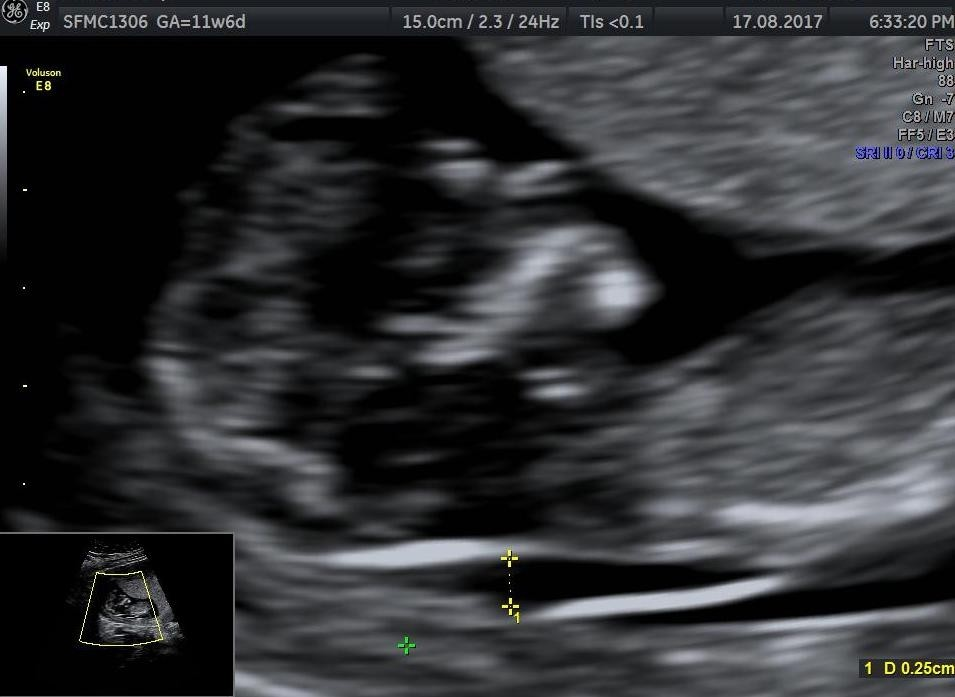 GE
E8
Exp
SFMC1306 GA=11w6d
15.0cm / 2.3 / 24Hz
TIs <0.1
17.08.2017
6:33:20 PM
Voluson
E8
FTS
Har-high
88
Gn -7
C8 / M7
FF5 / E3
SRI II 0 / CRI 3
1
1 D 0.25cm